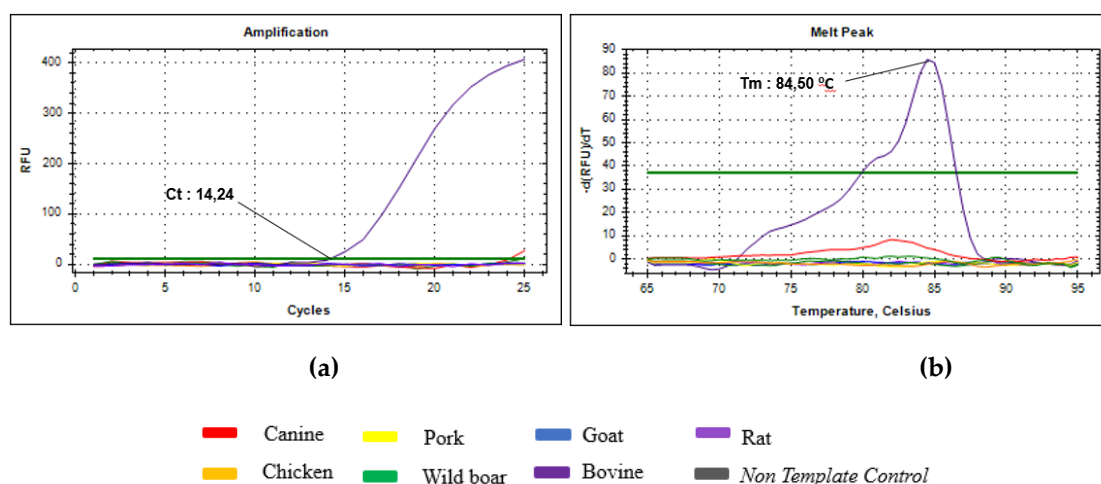 Amplification
RFU
400
300
200
100
0
Ct : 14,24
0 5 10 15 20 25
Cycles
Melt Peak
-d(RFU)/dT
90
80
70
60
50
40
30
20
10
0
Tm : 84,50 °C
65 70 75 80 85 90 95
Temperature, Celsius
(a) (b)
Canine Pork Goat Rat
Chicken Wild boar Bovine Non Template Control